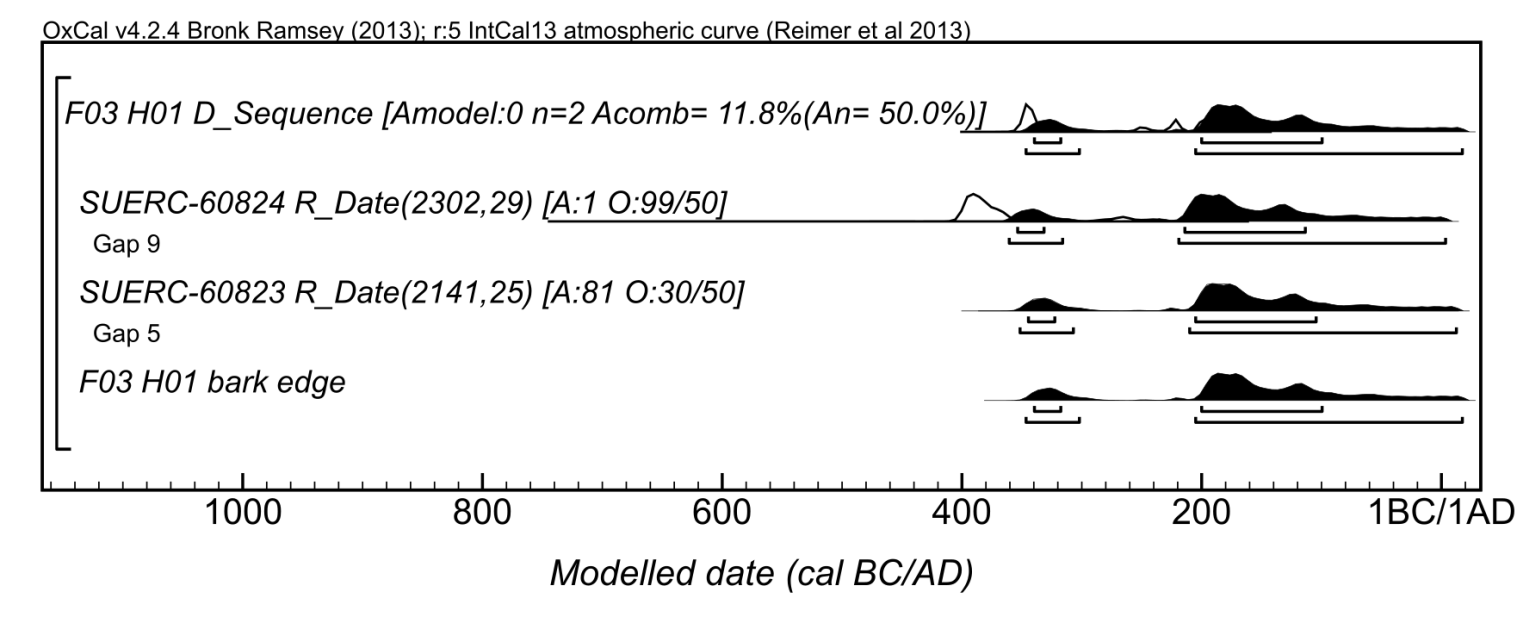 OxCal v4.2.4 Bronk Ramsey (2013); r:5 IntCal13 atmospheric curve (Reimer et al 2013)
F03 H01 D_Sequence [Amodel:0 n=2 Acomb= 11.8%(An= 50.0%)]
SUERC-60824 R_Date(2302,29) [A:1 O:99/50]
Gap 9
SUERC-60823 R_Date(2141,25) [A:81 O:30/50]
Gap 5
F03 H01 bark edge
1000 800 600 400 200 1BC/1AD
Modelled date (cal BC/AD)